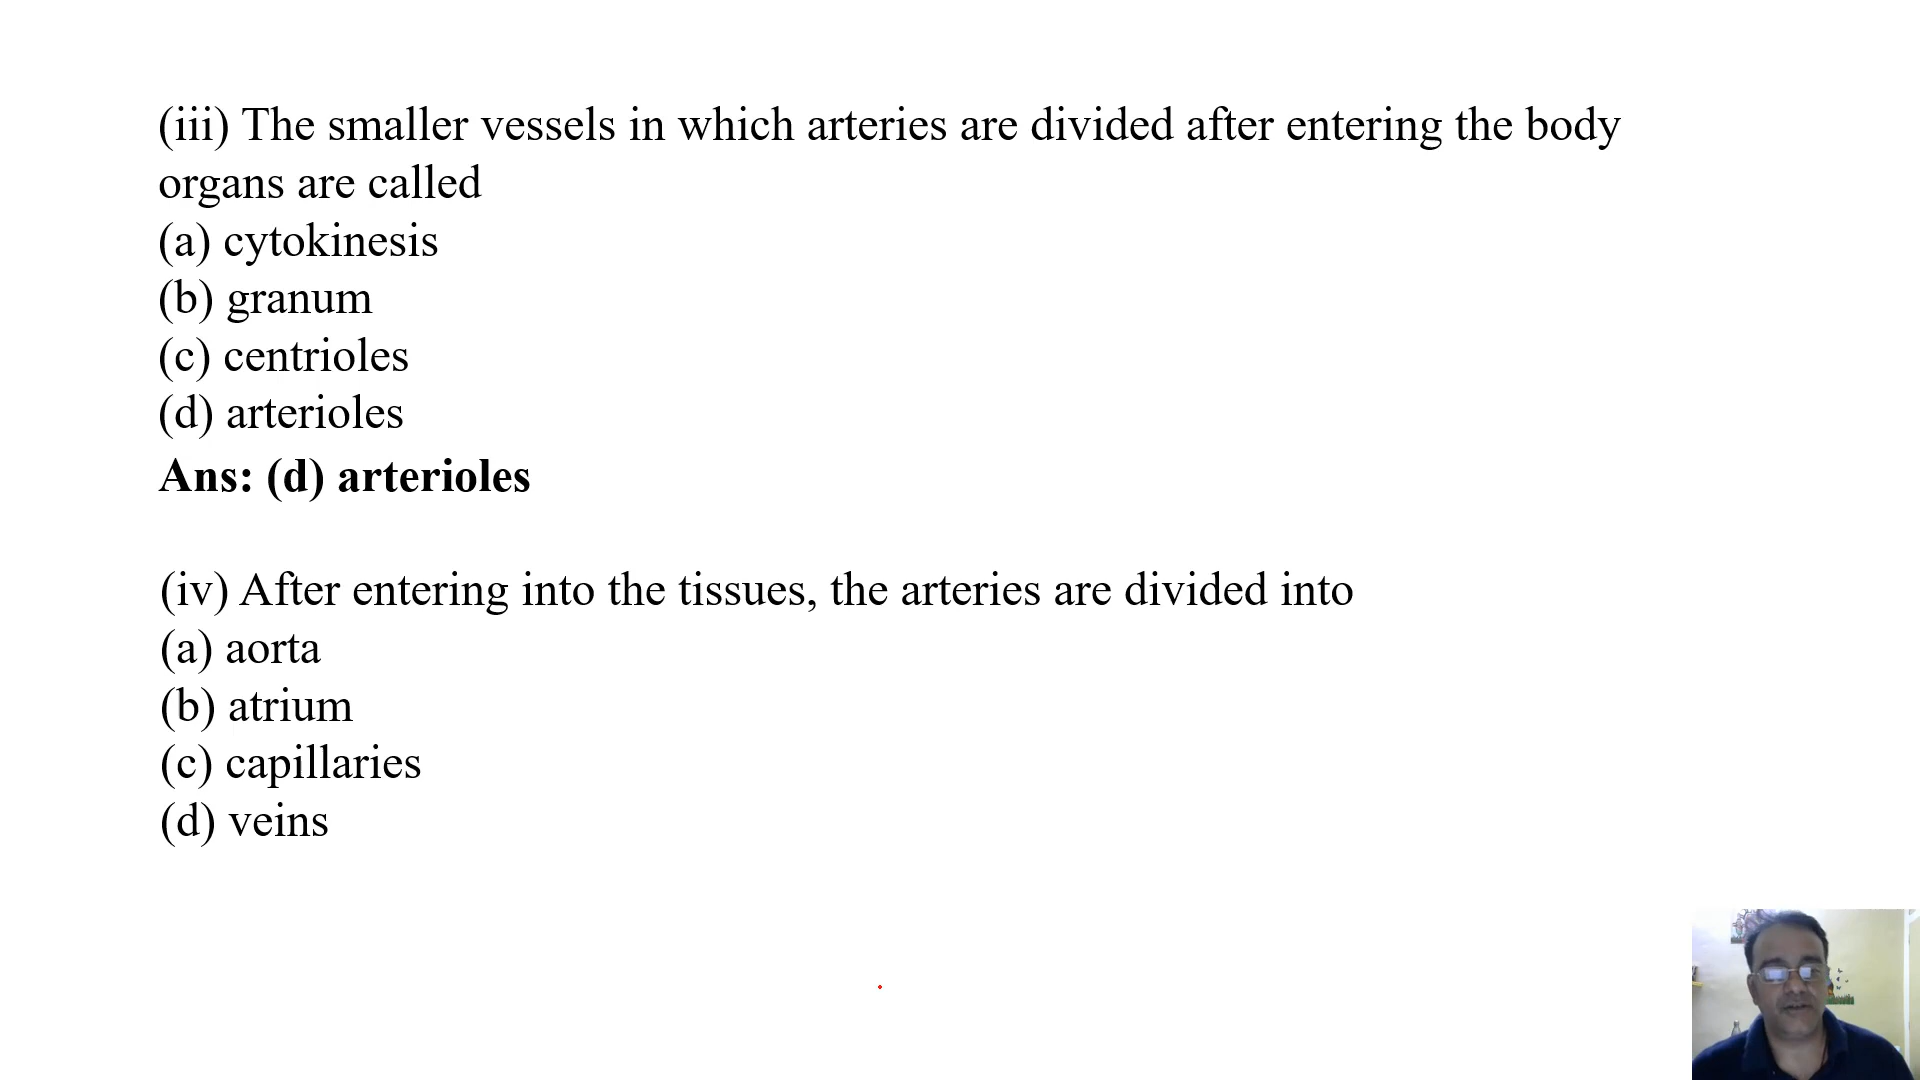 (iii) The smaller vessels in which arteries are divided after entering the body
organs are called
(a) cytokinesis
(b) granum
(c) centrioles
(d) arterioles
Ans: (d) arterioles
(iv) After entering into the tissues, the arteries are divided into
(a) aorta
(b) atrium
(c) capillaries
(d) veins